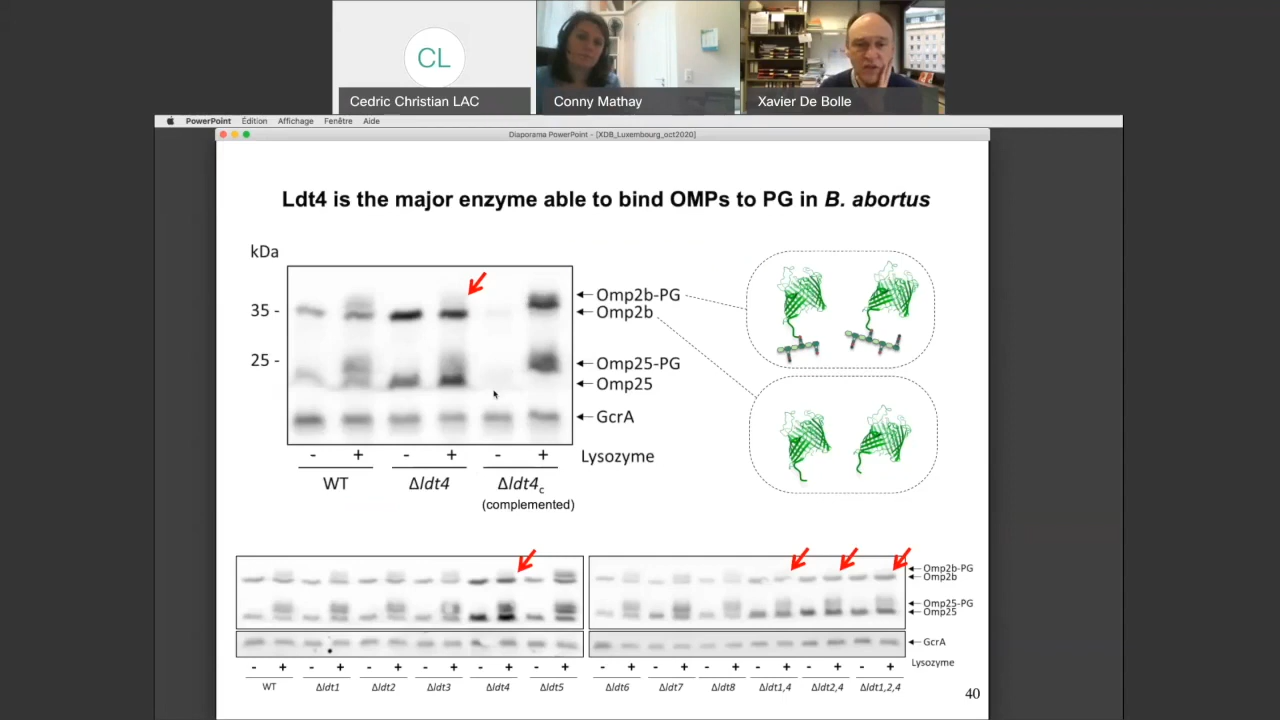 CL
Cedric Christian LAC
Conny Mathay
Xavier De Bolle
PowerPoint Édition Affichage Fenêtre Aide
Diaporama PowerPoint - [XDB_Luxembourg_oct2020]
Ldt4 is the major enzyme able to bind OMPs to PG in B. abortus
kDa
35 -
25 -
Omp2b-PG
Omp2b
Omp25-PG
Omp25
GcrA
- + - + - + Lysozyme
WT Δldt4 Δldt4c
(complemented)
Omp2b-PG
Omp2b
Omp25-PG
Omp25
GcrA
- + - + - + - + - + - + - + - + - + - + - + - + Lysozyme
WT Δldt1 Δldt2 Δldt3 Δldt4 Δldt5 Δldt6 Δldt7 Δldt8 Δldt1,4 Δldt2,4 Δldt1,2,4
40